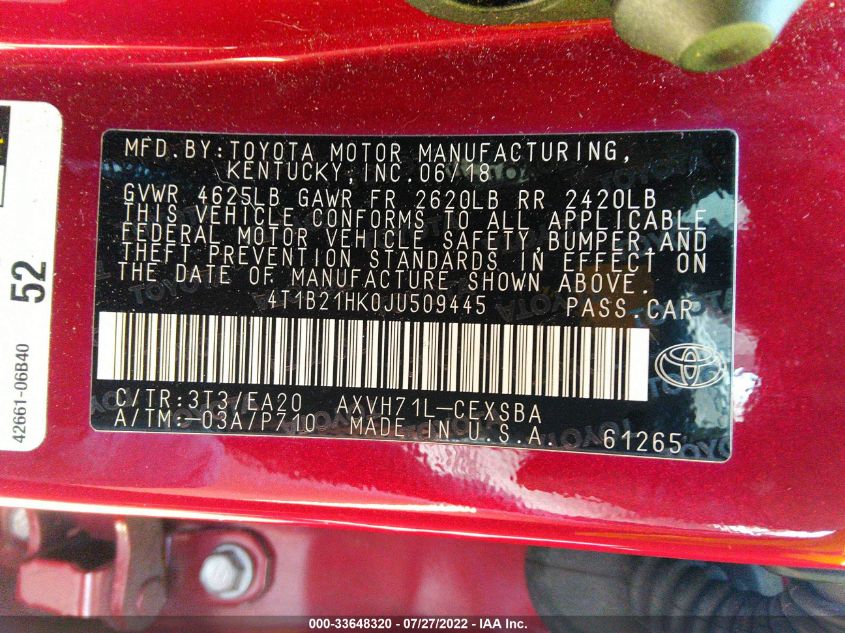 MFD.BY:TOYOTA MOTOR MANUFACTURING,
KENTUCKY, INC.06/18
GVWR 4625LB GAWR FR 2620LB RR 2420LB
THIS VEHICLE CONFORMS TO ALL APPLICABLE
FEDERAL MOTOR VEHICLE SAFETY,BUMPER,AND
THEFT PREVENTION STANDARDS IN EFFECT ON
THE DATE OF MANUFACTURE SHOWN ABOVE.
4T1B21HK0JU509445 PASS.CAR
C/TR:3T3/EA20 AXVH71L-CEXSBA
A/TM:-03A/P710 MADE IN U.S.A. 61265
52
42661-06B40
000-33648320 / 07/27/2022 - IAA Inc.